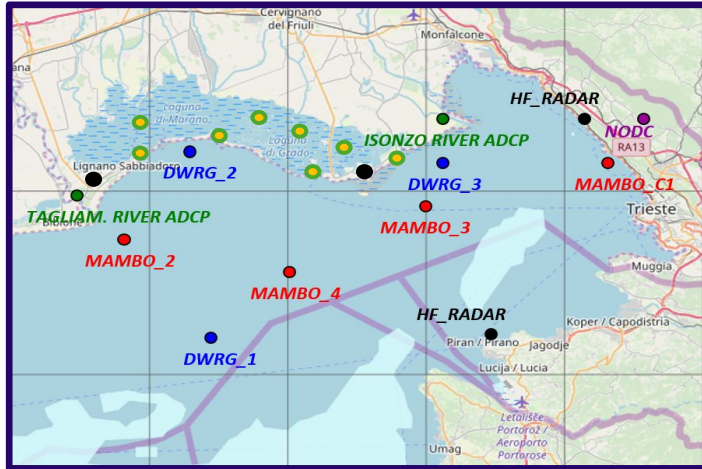 Cervignano
del Friuli
Monfalcone
HF_RADAR
Laguna
di Marano
ISONZO RIVER ADCP
NODC
RA13
Laguna
di Grado
Lignano Sabbiadoro
DWRG_2
DWRG_3
MAMBO_C1
TAGLIAM. RIVER ADCP
Bibione
Trieste
MAMBO_3
MAMBO_2
Muggia
MAMBO_4
HF_RADAR
Koper / Capodistria
Piran / Pirano
Jagodje
DWRG_1
Lucija / Lucia
Letališče
Portorož /
Aeroporto
Portorose
Umag